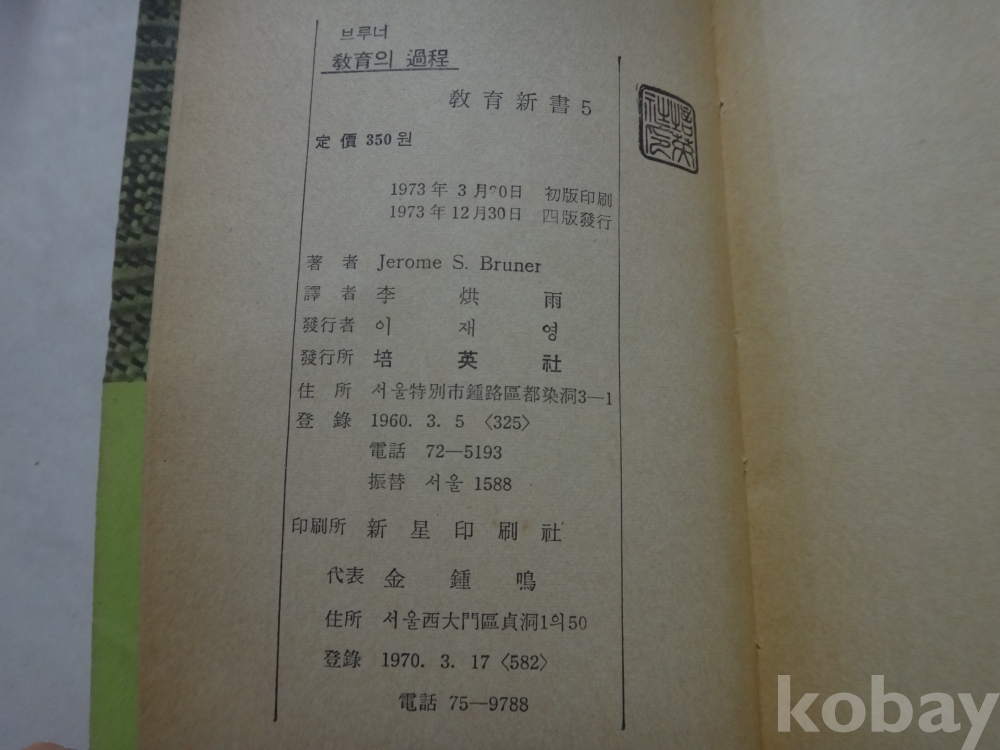 브루너
敎育의 過程
敎育新書 5
定價 350원
1973年 3月20日 初版印刷
1973年 12月30日 四版發行
著者 Jerome S. Bruner
譯者 李烘雨
發行者 이재영
發行所 培英社
住所 서울特別市鍾路區都染洞3—1
登錄 1960. 3. 5 〈325〉
電話 72—5193
振替 서울 1588
印刷所 新星印刷社
代表 金鍾鳴
住所 서울西大門區貞洞1의50
登錄 1970. 3. 17 〈582〉
電話 75—9788
kobay